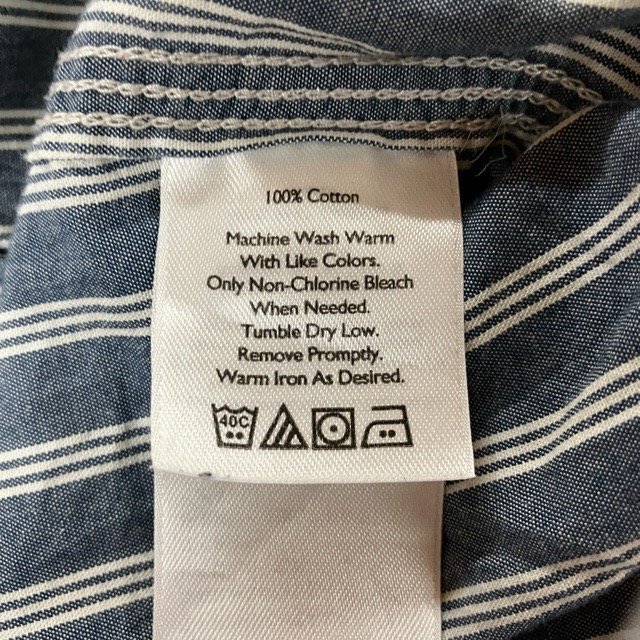 100% Cotton
Machine Wash Warm
With Like Colors.
Only Non-Chlorine Bleach
When Needed.
Tumble Dry Low.
Remove Promptly.
Warm Iron As Desired.
40C